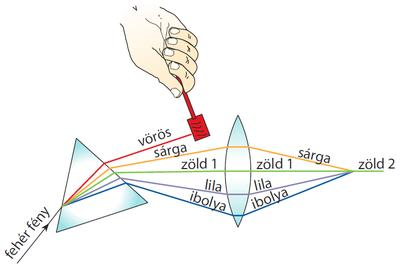 v
vörös
sárga
sárga
zöld 1
zöld 1
zöld 2
lila
lila
ibolya
ibolya
fehér fény